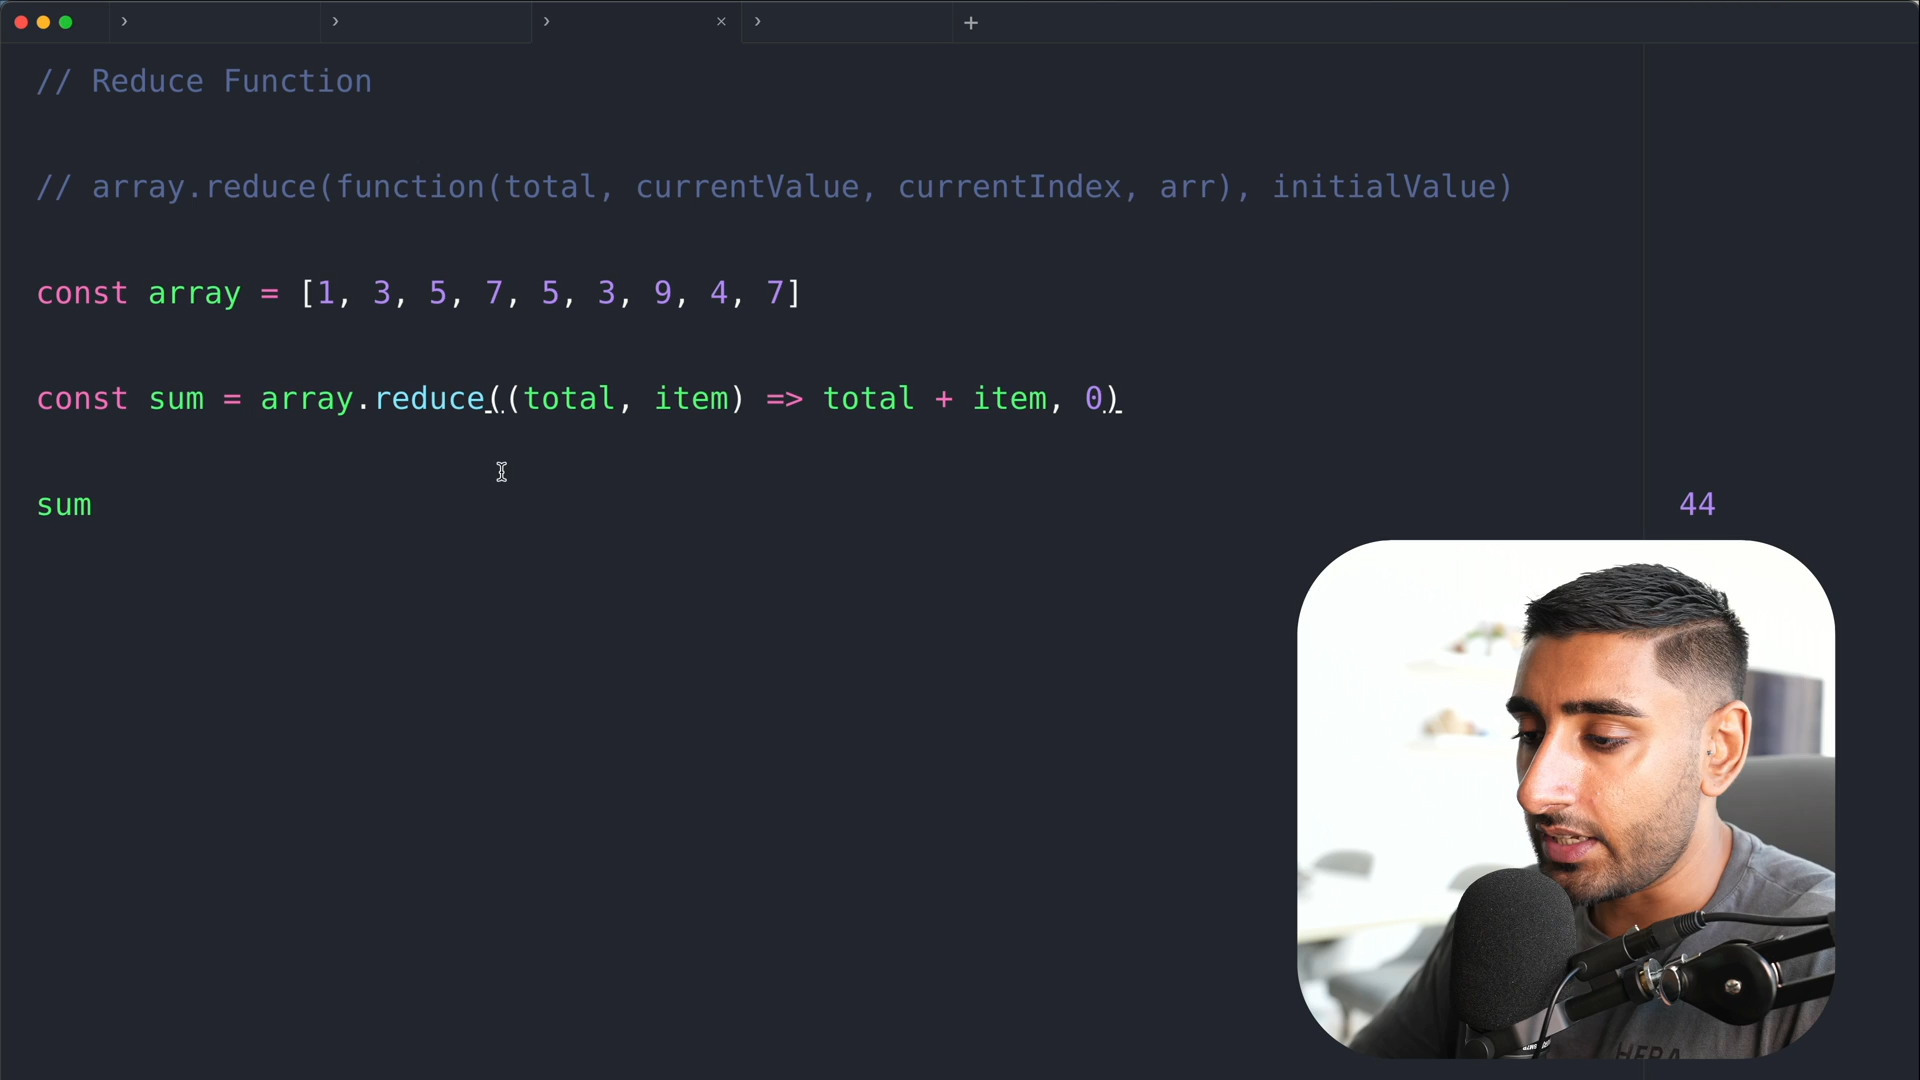 // Reduce Function
// array.reduce(function(total, currentValue, currentIndex, arr), initialValue)
const array = [1, 3, 5, 7, 5, 3, 9, 4, 7]
const sum = array.reduce((total, item) => total + item, 0)
sum 44